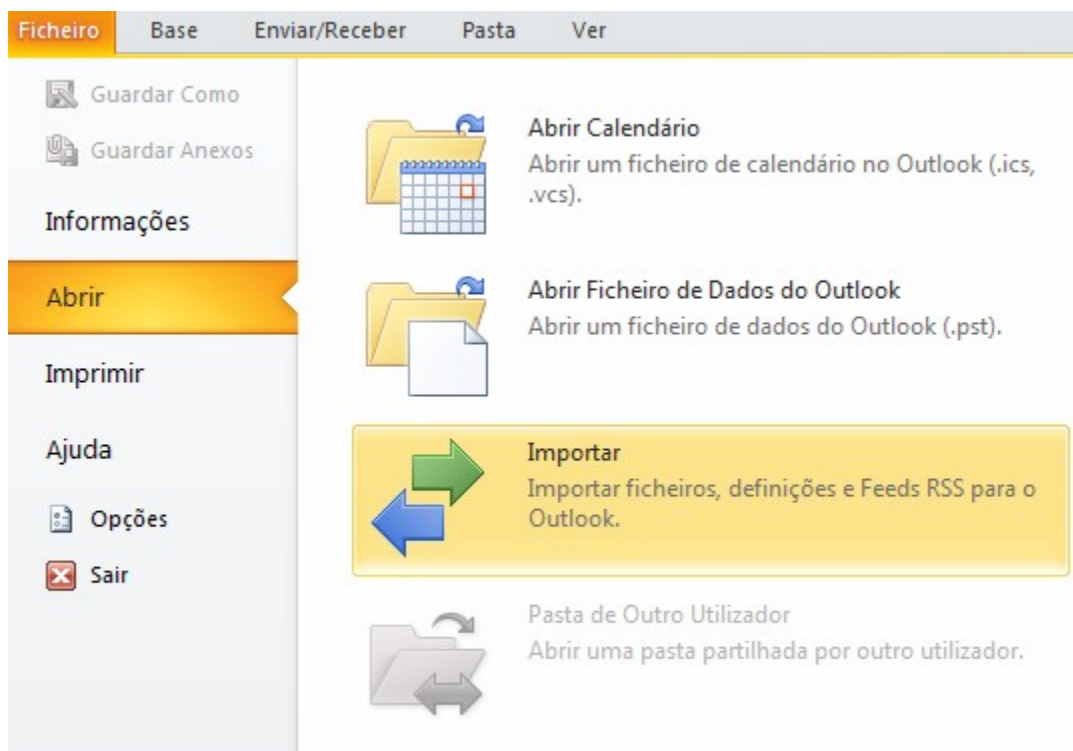 Ficheiro Base Enviar/Receber Pasta Ver
Guardar Como
Guardar Anexos
Informações
Abrir
Imprimir
Ajuda
Opções
Sair
Abrir Calendário
Abrir um ficheiro de calendário no Outlook (.ics,
.vcs).
Abrir Ficheiro de Dados do Outlook
Abrir um ficheiro de dados do Outlook (.pst).
Importar
Importar ficheiros, definições e Feeds RSS para o
Outlook.
Pasta de Outro Utilizador
Abrir uma pasta partilhada por outro utilizador.